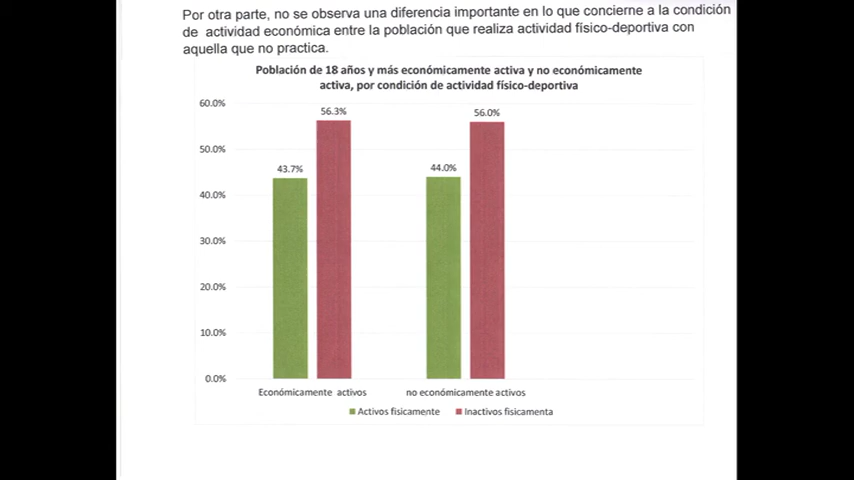 Por otra parte, no se observa una diferencia importante en lo que concierne a la condición
de actividad económica entre la población que realiza actividad físico-deportiva con
aquella que no practica.
Población de 18 años y más económicamente activa y no económicamente
activa, por condición de actividad físico-deportiva
60.0%
56.3%
56.0%
50.0%
43.7%
44.0%
40.0%
30.0%
20.0%
10.0%
0.0%
Económicamente activos
no económicamente activos
Activos fisicamente
Inactivos fisicamenta